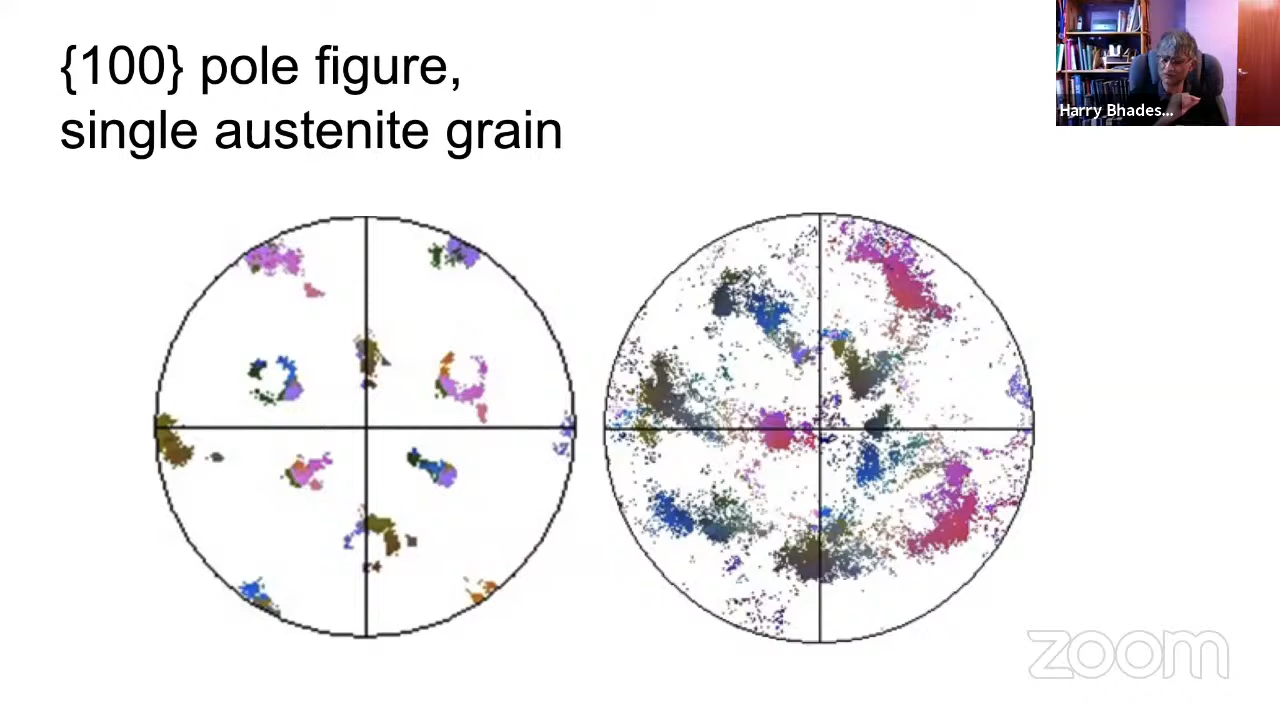 {100} pole figure,
single austenite grain
Harry Bhades...
zoom